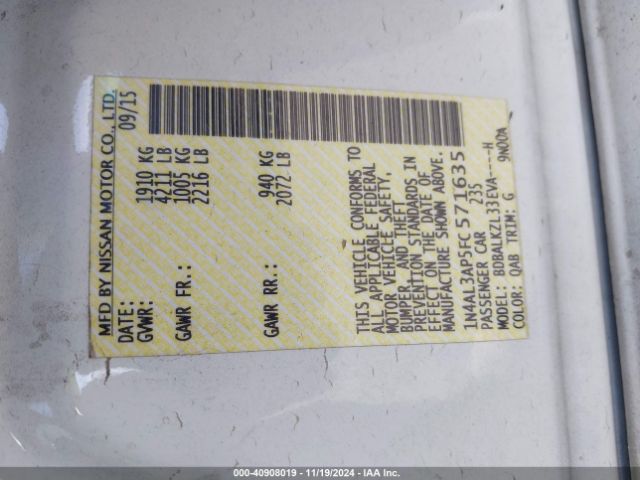 MFD BY NISSAN MOTOR CO., LTD.
DATE: 09/15
GVWR: 1910 KG
4211 LB
GAWR FR.: 1005 KG
2216 LB
GAWR RR.: 940 KG
2072 LB
THIS VEHICLE CONFORMS TO
ALL APPLICABLE FEDERAL
MOTOR VEHICLE SAFETY,
BUMPER, AND THEFT
PREVENTION STANDARDS IN
EFFECT ON THE DATE OF
MANUFACTURE SHOWN ABOVE.
1N4AL3AP5FC571635
PASSENGER CAR 23S
MODEL: BDBALKZL33EVA----H
COLOR: QAB TRIM: G 9N00A
000-40908019 - 11/19/2024 - IAA Inc.